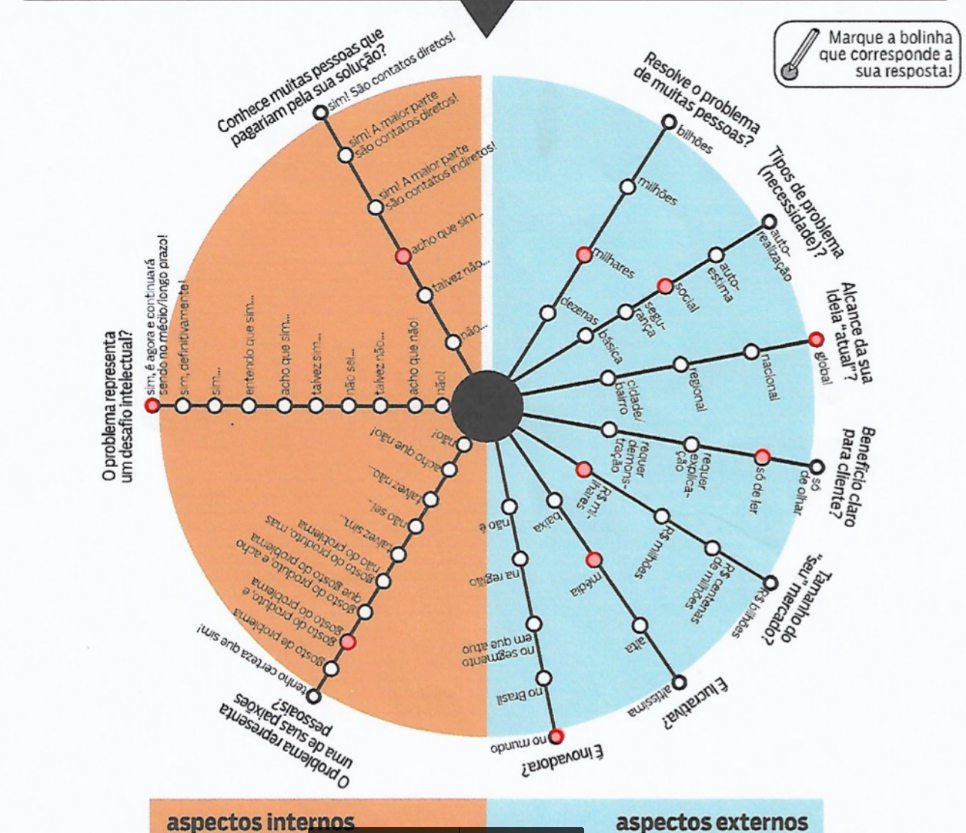 Marque a bolinha
que corresponde a
sua resposta!
Conhece muitas pessoas que
pagariam pela sua solução?
sim! São contatos diretos!
sim! A maior parte
são contatos diretos!
sim! A maior parte
são contatos indiretos!
acho que sim...
talvez não...
não...
Resolve o problema
de muitas pessoas?
bilhões
milhões
milhares
dezenas
Tipos de problema
(necessidade)?
auto-
realização
auto-
estima
social
segu-
rança
básica
Alcance da sua
ideia "atual"?
global
nacional
regional
cidade/
bairro
Benefício claro
para cliente?
só
de olhar
só de ler
requer
explica-
ção
requer
demons-
tração
Tamanho do
"seu" mercado?
R$ bilhões
R$ centenas
de milhões
R$ milhões
R$ mi-
lhares
É lucrativa?
altíssima
alta
média
baixa
É inovadora?
no mundo
no Brasil
no segmento
em que atuo
na região
não é
O problema representa
uma de suas paixões
pessoais?
tenho certeza que sim!
gosto do problema
gosto do produto, e
gosto do problema
gosto do produto, e acho
que gosto do problema
gosto do produto, mas
não do problema
talvez sim...
não sei...
talvez não...
acho que não!
não!
O problema representa
um desafio intelectual?
sim, é agora e continuará
sendo no médio/longo prazo!
sim, definitivamente!
sim...
entendo que sim...
acho que sim...
talvez sim...
não sei...
talvez não...
acho que não!
não!
aspectos internos
aspectos externos